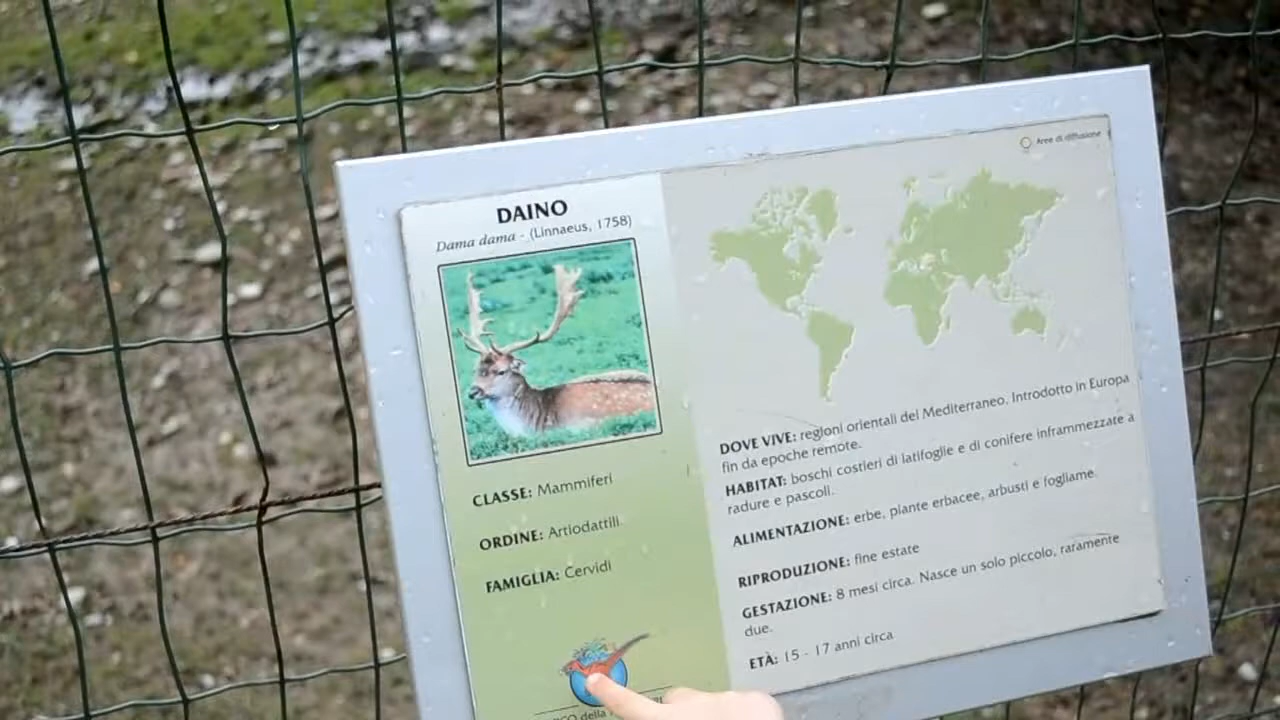 DAINO
Dama dama - (Linnaeus, 1758)
CLASSE: Mammiferi
ORDINE: Artiodattili
FAMIGLIA: Cervidi
Aree di diffusione
DOVE VIVE: regioni orientali del Mediterraneo. Introdotto in Europa
fin da epoche remote.
HABITAT: boschi costieri di latifoglie e di conifere inframmezzate a
radure e pascoli.
ALIMENTAZIONE: erbe, plante erbacee, arbusti e fogliame.
RIPRODUZIONE: fine estate
GESTAZIONE: 8 mesi circa. Nasce un solo piccolo, raramente
due.
ETÀ: 15 - 17 anni circa
della